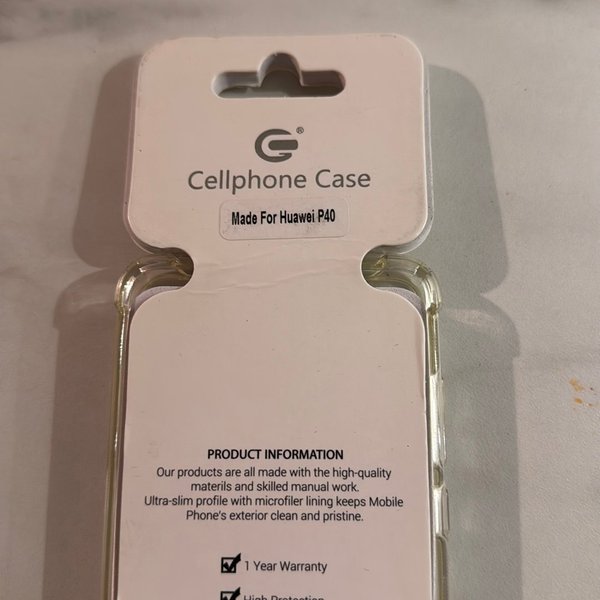 ®
Cellphone Case
Made For Huawei P40
PRODUCT INFORMATION
Our products are all made with the high-quality
materils and skilled manual work.
Ultra-slim profile with microfiler lining keeps Mobile
Phone's exterior clean and pristine.
1 Year Warranty
High Protection